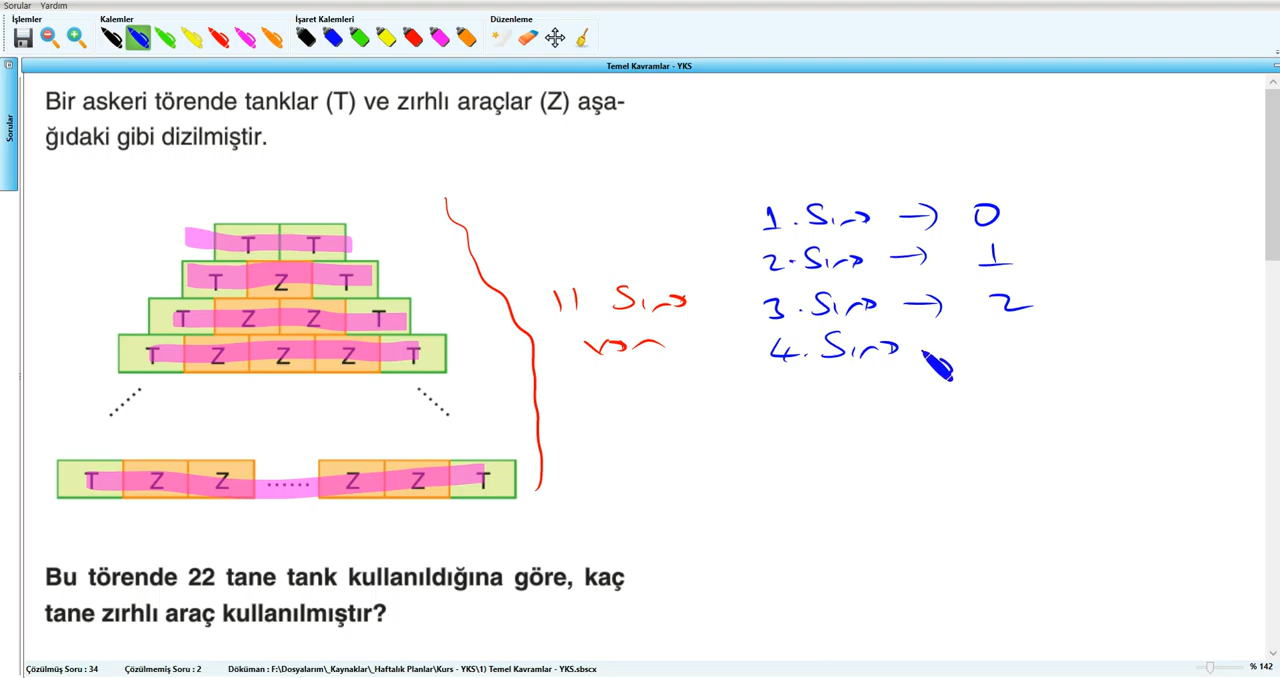 Sorular Yardım
İşlemler Kalemler İşaret Kalemleri Düzenleme
Temel Kavramlar - YKS
Sorular
Bir askeri törende tanklar (T) ve zırhlı araçlar (Z) aşa-
ğıdaki gibi dizilmiştir.
T T
T Z T
T Z Z T
T Z Z Z T
T Z Z ...... Z Z T
11 Sıra
var
1. Sıra → 0
2. Sıra → 1
3. Sıra → 2
4. Sıra
Bu törende 22 tane tank kullanıldığına göre, kaç
tane zırhlı araç kullanılmıştır?
Çözülmüş Soru : 34 Çözülmemiş Soru : 2 Döküman : F:\Dosyalarım\_Kaynaklar\_Haftalık Planlar\Kurs - YKS\1) Temel Kavramlar - YKS.sbscx % 142